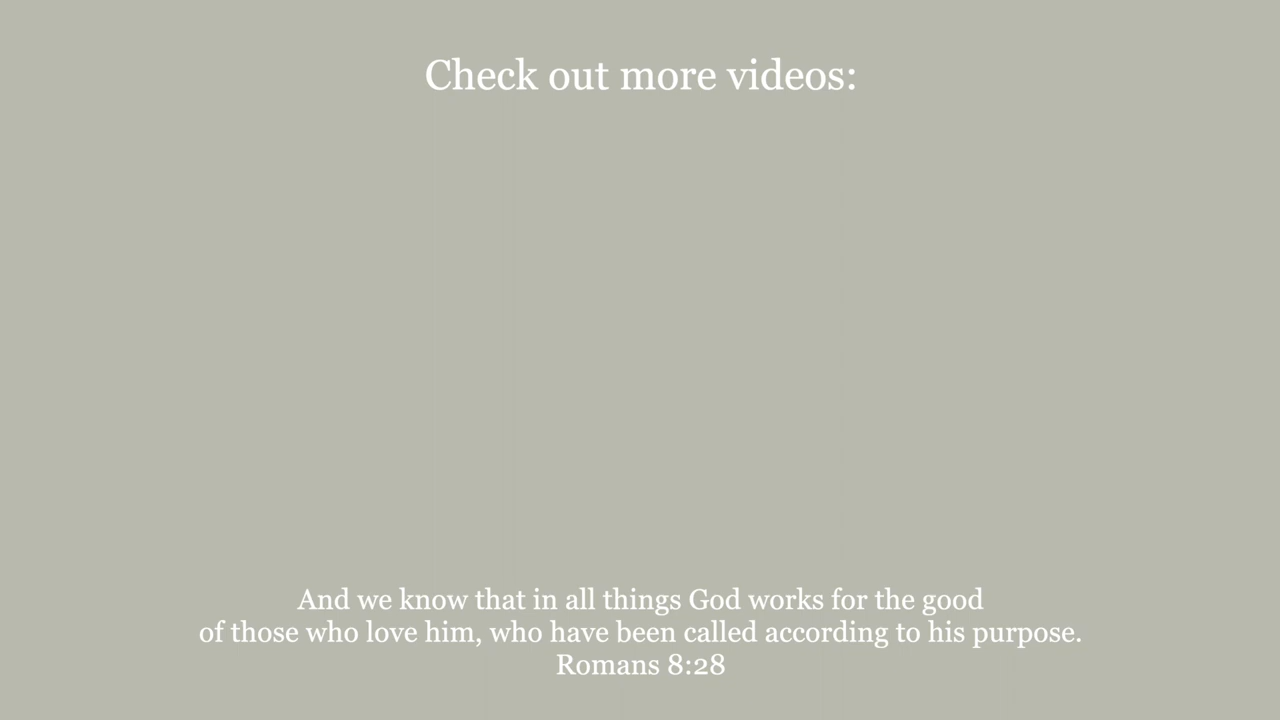 Check out more videos:
And we know that in all things God works for the good
of those who love him, who have been called according to his purpose.
Romans 8:28